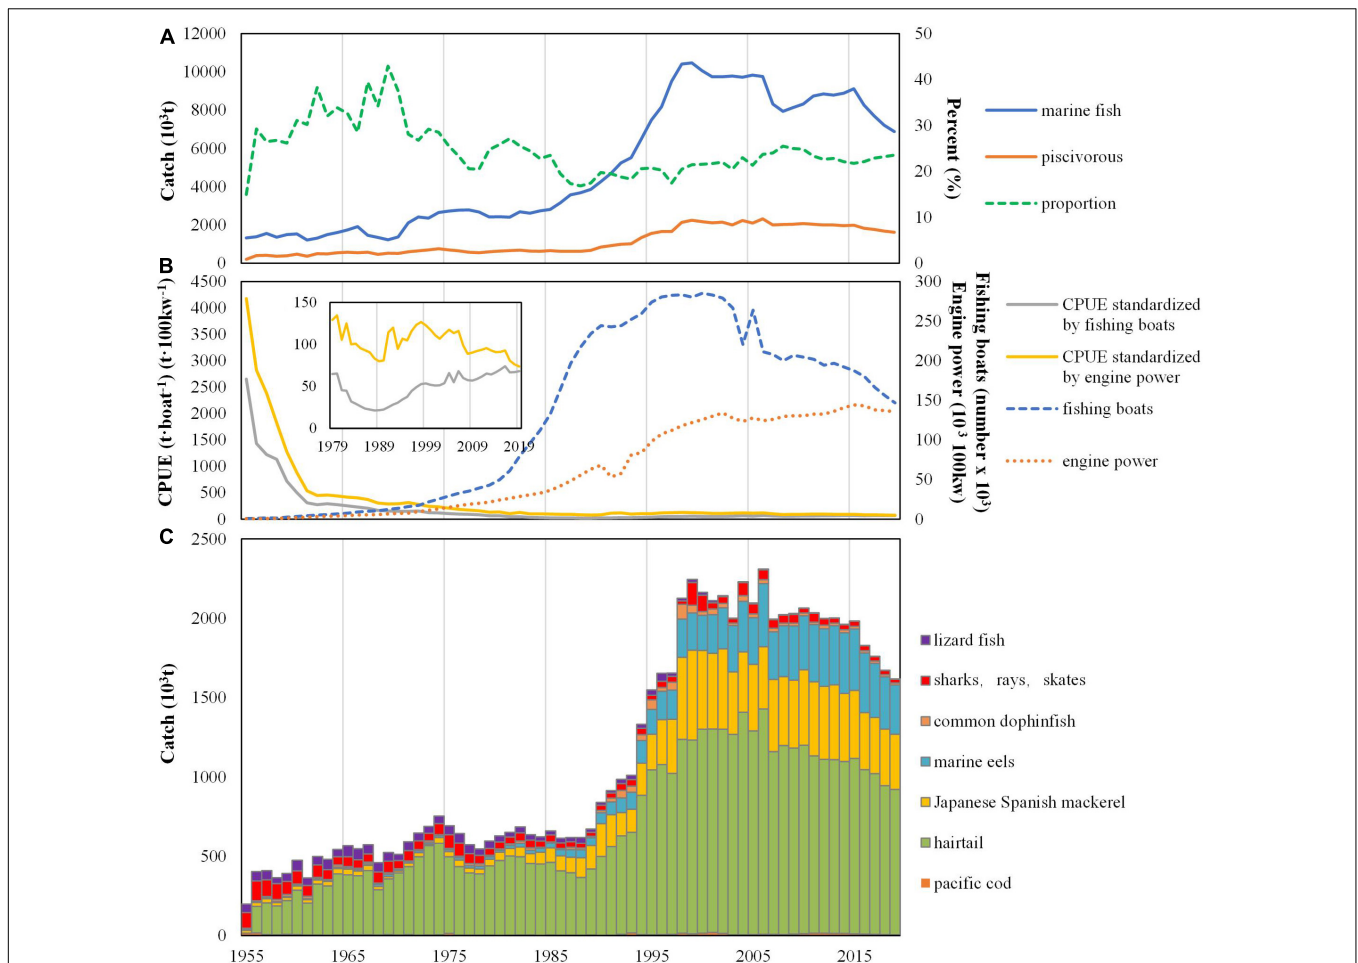 A
12000
10000
8000
6000
4000
2000
0
Catch (10³t)
50
40
30
20
10
0
Percent (%)
marine fish
piscivorous
proportion
B
4500
4000
3500
3000
2500
2000
1500
1000
500
0
CPUE (t·boat⁻¹) (t·100kw⁻¹)
150
100
50
0
1979
1989
1999
2009
2019
300
250
200
150
100
50
0
Fishing boats (number x 10³)
Engine power (10³ 100kw)
CPUE standardized
by fishing boats
CPUE standardized
by engine power
fishing boats
engine power
C
2500
2000
1500
1000
500
0
Catch (10³t)
1955
1965
1975
1985
1995
2005
2015
lizard fish
sharks, rays, skates
common dophinfish
marine eels
Japanese Spanish mackerel
hairtail
pacific cod